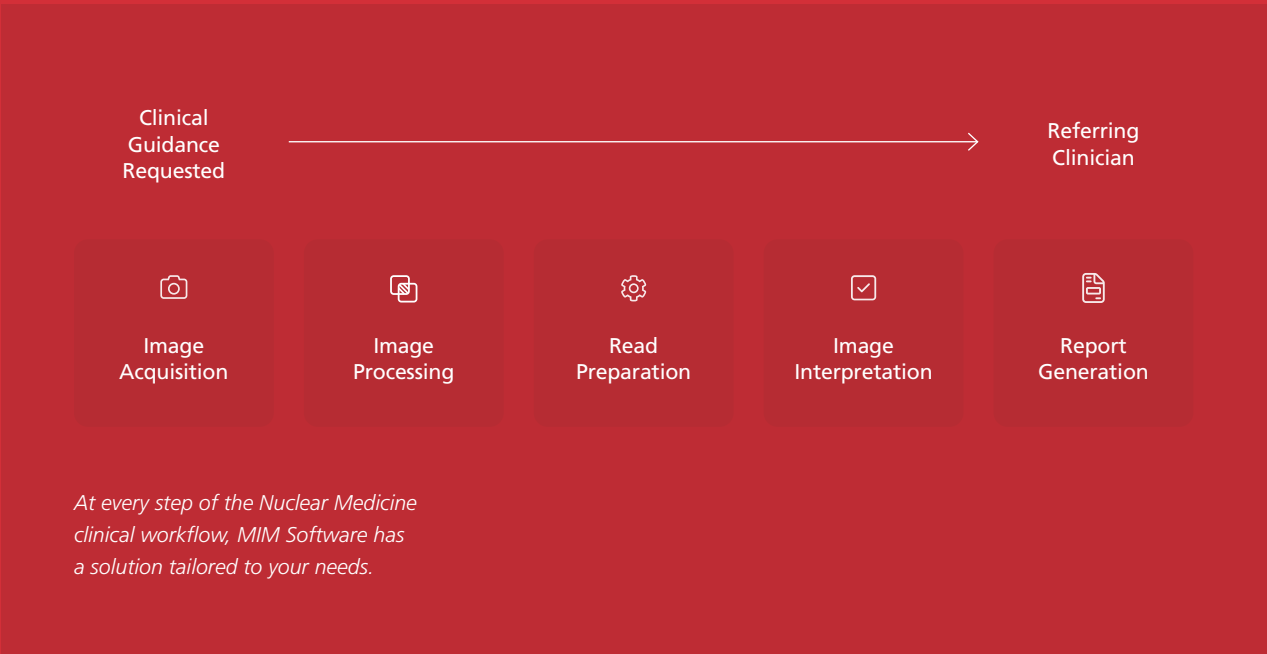 Clinical
Guidance
Requested
Referring
Clinician
Image
Acquisition
Image
Processing
Read
Preparation
Image
Interpretation
Report
Generation
At every step of the Nuclear Medicine
clinical workflow, MIM Software has
a solution tailored to your needs.